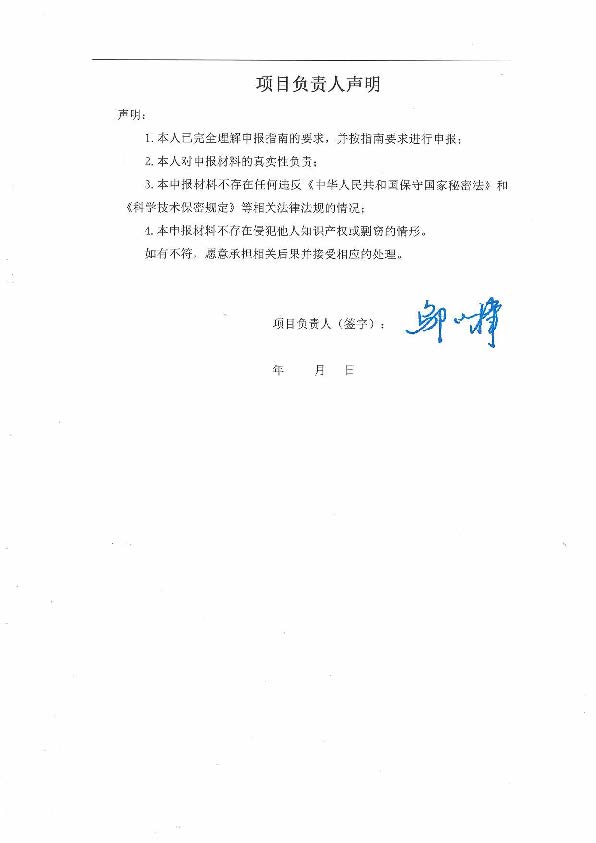 项目负责人声明
声明：
1.本人已完全理解申报指南的要求，并按指南要求进行申报；
2.本人对申报材料的真实性负责；
3.本申报材料不存在任何违反《中华人民共和国保守国家秘密法》和
《科学技术保密规定》等相关法律法规的情况；
4.本申报材料不存在侵犯他人知识产权或剽窃的情形。
如有不符，愿意承担相关后果并接受相应的处理。
项目负责人（签字）：
年 月 日